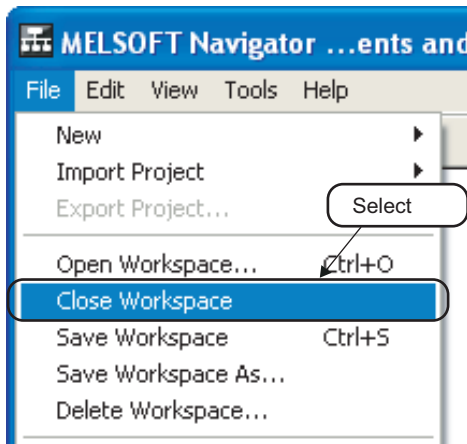 MELSOFT Navigator ...ents and
File Edit View Tools Help
New
Import Project
Export Project...
Select
Open Workspace... Ctrl+O
Close Workspace
Save Workspace Ctrl+S
Save Workspace As...
Delete Workspace...